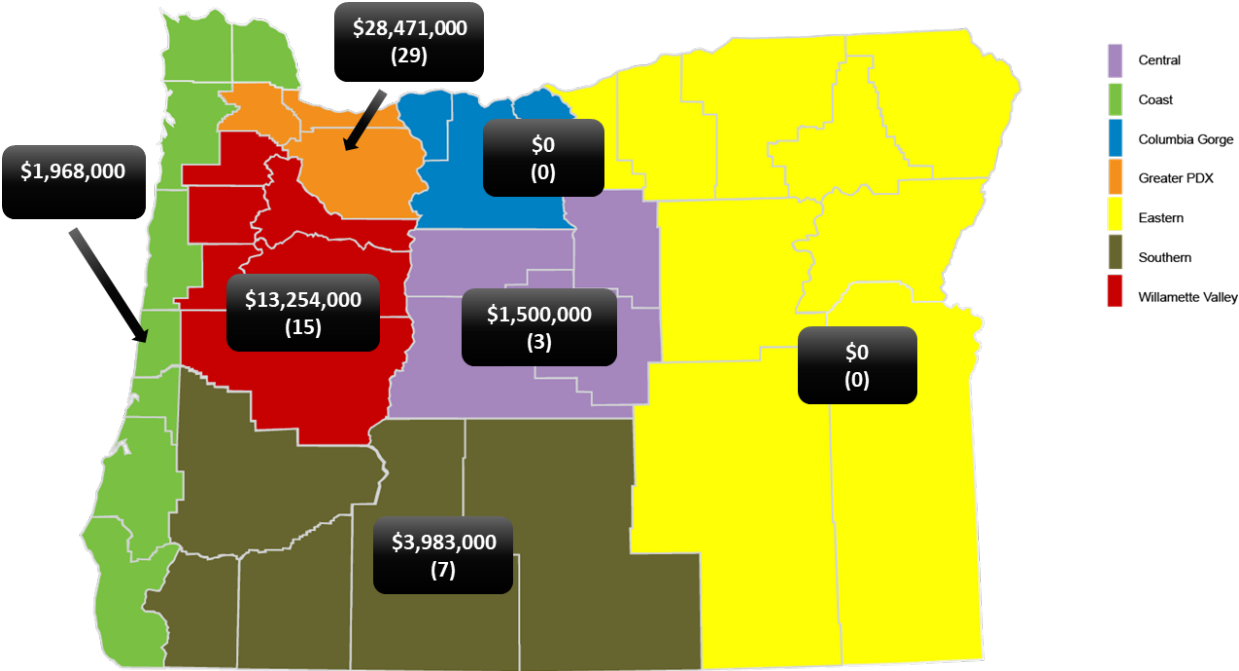 $28,471,000
(29)
$0
(0)
$1,968,000
$13,254,000
(15)
$1,500,000
(3)
$0
(0)
$3,983,000
(7)
Central
Coast
Columbia Gorge
Greater PDX
Eastern
Southern
Willamette Valley